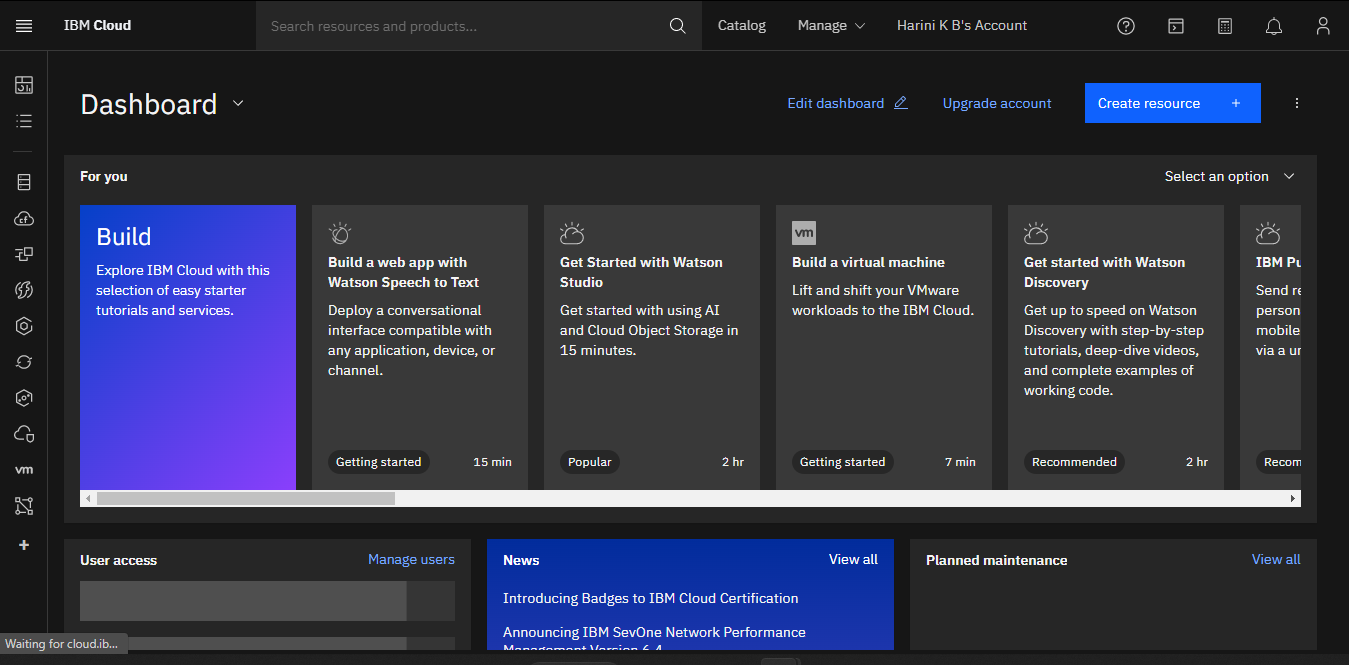 IBM Cloud
Search resources and products...
Catalog
Manage
Harini K B's Account
Dashboard
Edit dashboard
Upgrade account
Create resource +
For you
Select an option
Build
Explore IBM Cloud with this
selection of easy starter
tutorials and services.
Build a web app with
Watson Speech to Text
Deploy a conversational
interface compatible with
any application, device, or
channel.
Getting started
15 min
Get Started with Watson
Studio
Get started with using AI
and Cloud Object Storage in
15 minutes.
Popular
2 hr
vm
Build a virtual machine
Lift and shift your VMware
workloads to the IBM Cloud.
Getting started
7 min
Get started with Watson
Discovery
Get up to speed on Watson
Discovery with step-by-step
tutorials, deep-dive videos,
and complete examples of
working code.
Recommended
2 hr
IBM Pu
Send re
person
mobile
via a ur
Recom
cf
vm
User access
Manage users
News
View all
Introducing Badges to IBM Cloud Certification
Announcing IBM SevOne Network Performance
Management Version 6.4
Planned maintenance
View all
Waiting for cloud.ib...